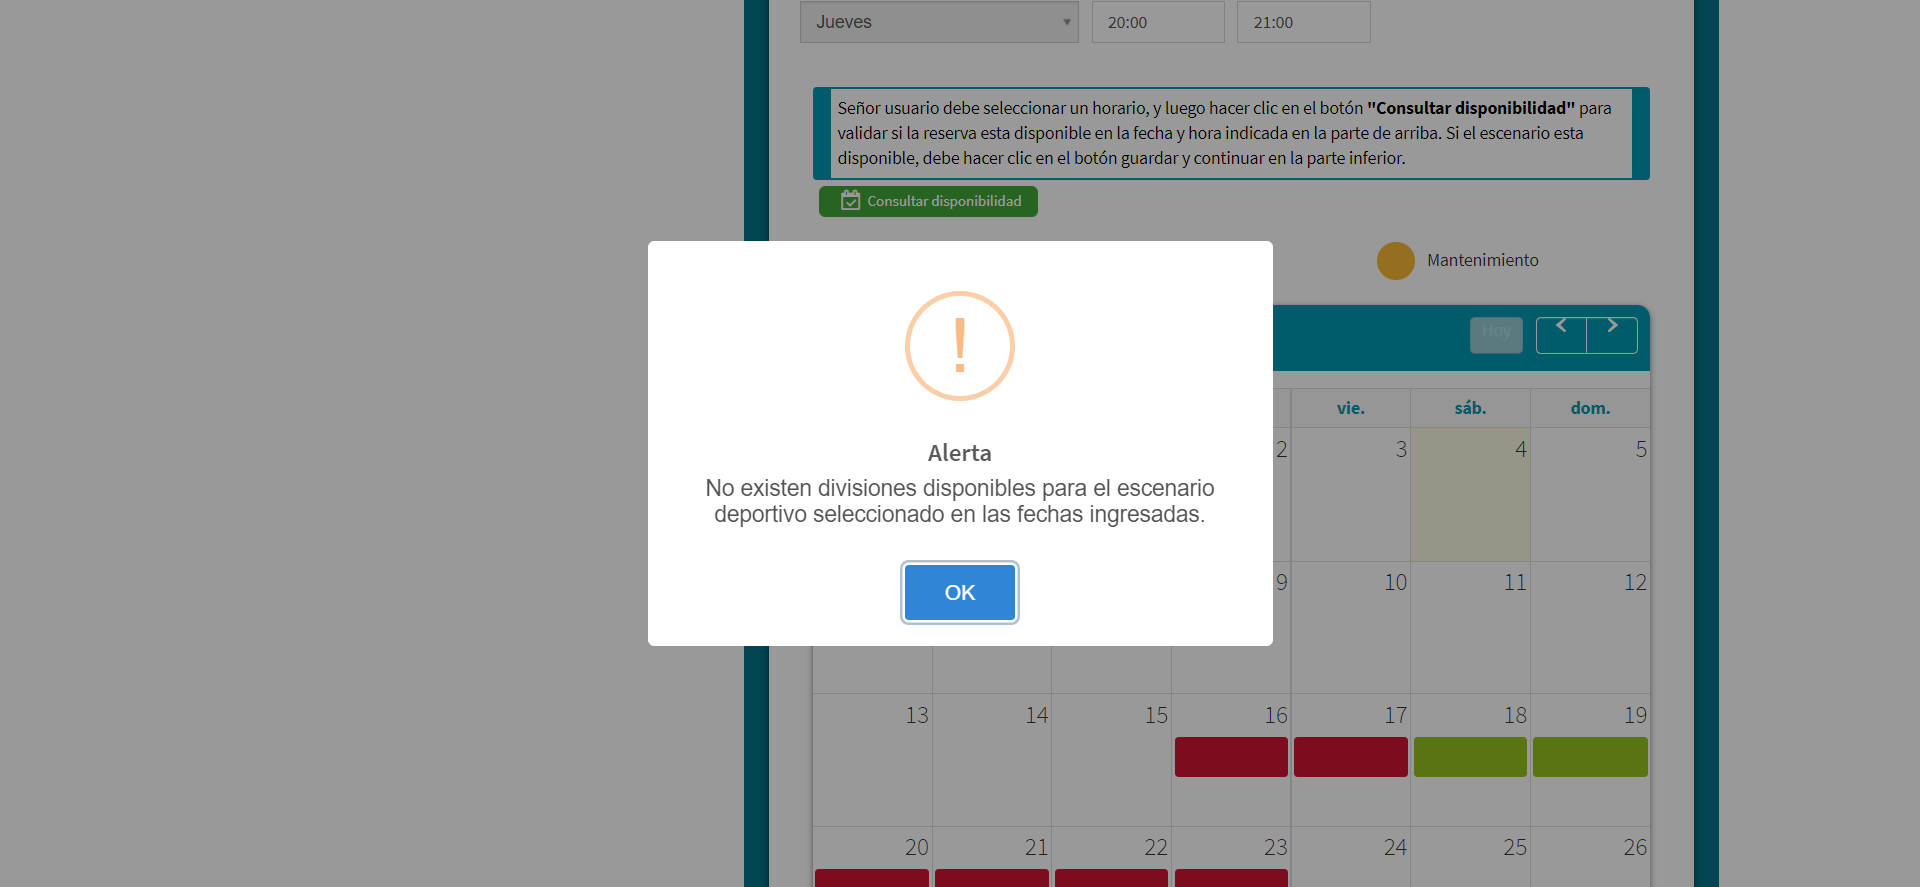 Jueves
20:00
21:00
Señor usuario debe seleccionar un horario, y luego hacer clic en el botón "Consultar disponibilidad" para
validar si la reserva esta disponible en la fecha y hora indicada en la parte de arriba. Si el escenario esta
disponible, debe hacer clic en el botón guardar y continuar en la parte inferior.
Consultar disponibilidad
Mantenimiento
Hoy
!
Alerta
No existen divisiones disponibles para el escenario
deportivo seleccionado en las fechas ingresadas.
OK
vie.
sáb.
dom.
2
3
4
5
9
10
11
12
13
14
15
16
17
18
19
20
21
22
23
24
25
26